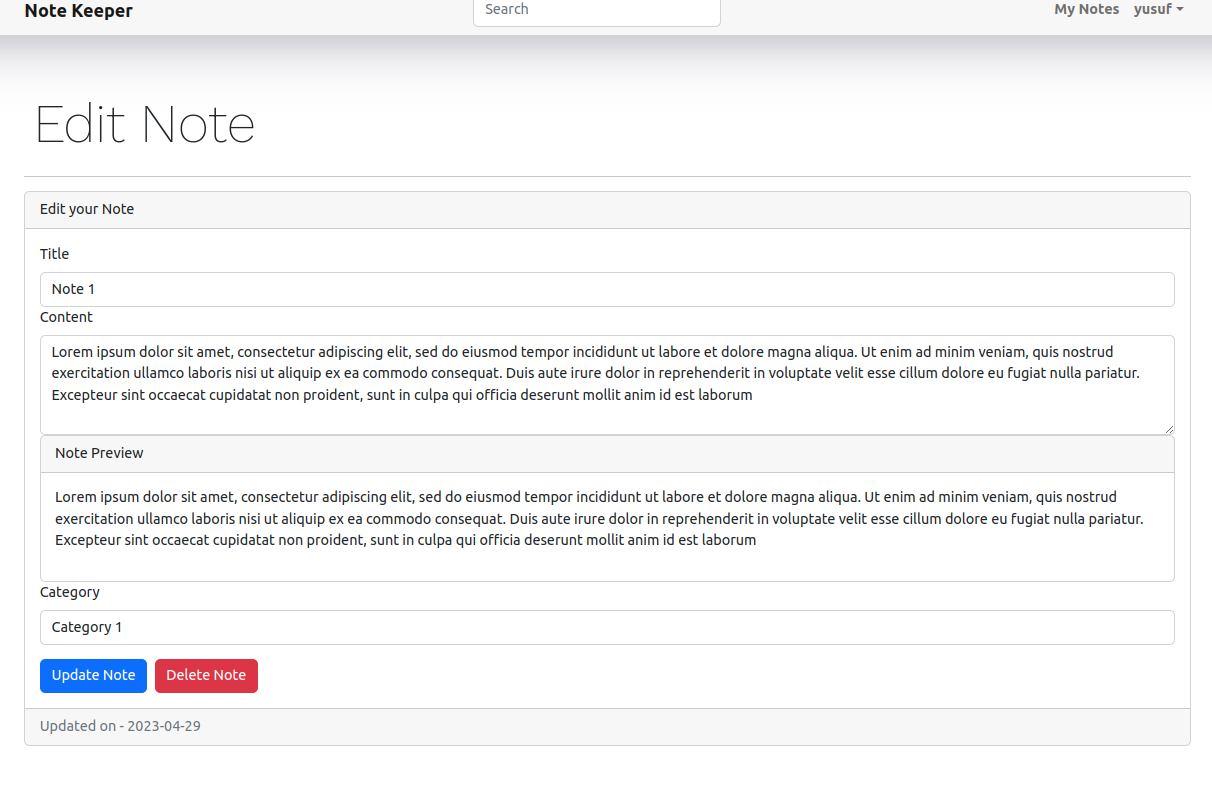 Note Keeper
Search
My Notes
yusuf
Edit Note
Edit your Note
Title
Note 1
Content
Lorem ipsum dolor sit amet, consectetur adipiscing elit, sed do eiusmod tempor incididunt ut labore et dolore magna aliqua. Ut enim ad minim veniam, quis nostrud
exercitation ullamco laboris nisi ut aliquip ex ea commodo consequat. Duis aute irure dolor in reprehenderit in voluptate velit esse cillum dolore eu fugiat nulla pariatur.
Excepteur sint occaecat cupidatat non proident, sunt in culpa qui officia deserunt mollit anim id est laborum
Note Preview
Lorem ipsum dolor sit amet, consectetur adipiscing elit, sed do eiusmod tempor incididunt ut labore et dolore magna aliqua. Ut enim ad minim veniam, quis nostrud
exercitation ullamco laboris nisi ut aliquip ex ea commodo consequat. Duis aute irure dolor in reprehenderit in voluptate velit esse cillum dolore eu fugiat nulla pariatur.
Excepteur sint occaecat cupidatat non proident, sunt in culpa qui officia deserunt mollit anim id est laborum
Category
Category 1
Update Note
Delete Note
Updated on - 2023-04-29